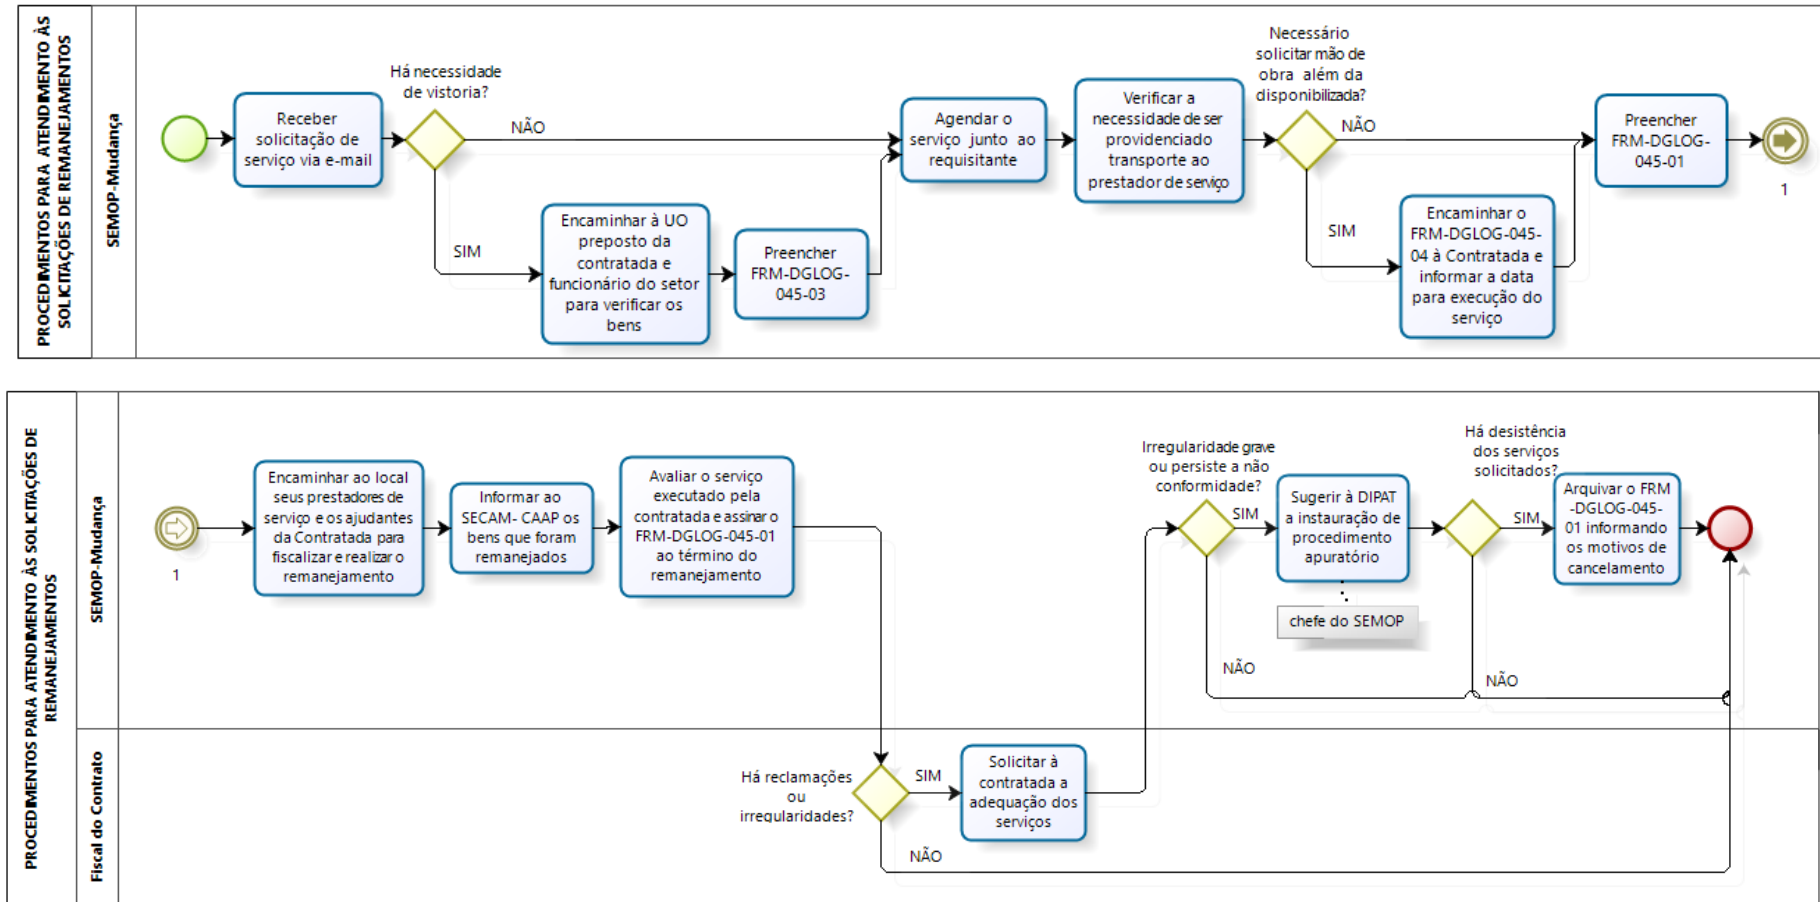 PROCEDIMENTOS PARA ATENDIMENTO ÀS
SOLICITAÇÕES DE REMANEJAMENTOS
SEMOP-Mudança
Receber
solicitação de
serviço via e-mail
Há necessidade
de vistoria?
NÃO
SIM
Encaminhar à UO
preposto da
contratada e
funcionário do setor
para verificar os
bens
Preencher
FRM-DGLOG-
045-03
Agendar o
serviço junto ao
requisitante
Verificar a
necessidade de ser
providenciado
transporte ao
prestador de serviço
Necessário
solicitar mão de
obra além da
disponibilizada?
NÃO
SIM
Encaminhar o
FRM-DGLOG-045-
04 à Contratada e
informar a data
para execução do
serviço
Preencher
FRM-DGLOG-
045-01
1
PROCEDIMENTOS PARA ATENDIMENTO ÀS SOLICITAÇÕES DE
REMANEJAMENTOS
SEMOP-Mudança
1
Encaminhar ao local
seus prestadores de
serviço e os ajudantes
da Contratada para
fiscalizar e realizar o
remanejamento
Informar ao
SECAM- CAAP os
bens que foram
remanejados
Avaliar o serviço
executado pela
contratada e assinar o
FRM-DGLOG-045-01
ao término do
remanejamento
Irregularidade grave
ou persiste a não
conformidade?
SIM
NÃO
Sugerir à DIPAT
a instauração de
procedimento
apuratório
chefe do SEMOP
Há desistência
dos serviços
solicitados?
SIM
NÃO
Arquivar o FRM
-DGLOG-045-
01 informando
os motivos de
cancelamento
Fiscal do Contrato
Há reclamações
ou
irregularidades?
SIM
NÃO
Solicitar à
contratada a
adequação dos
serviços